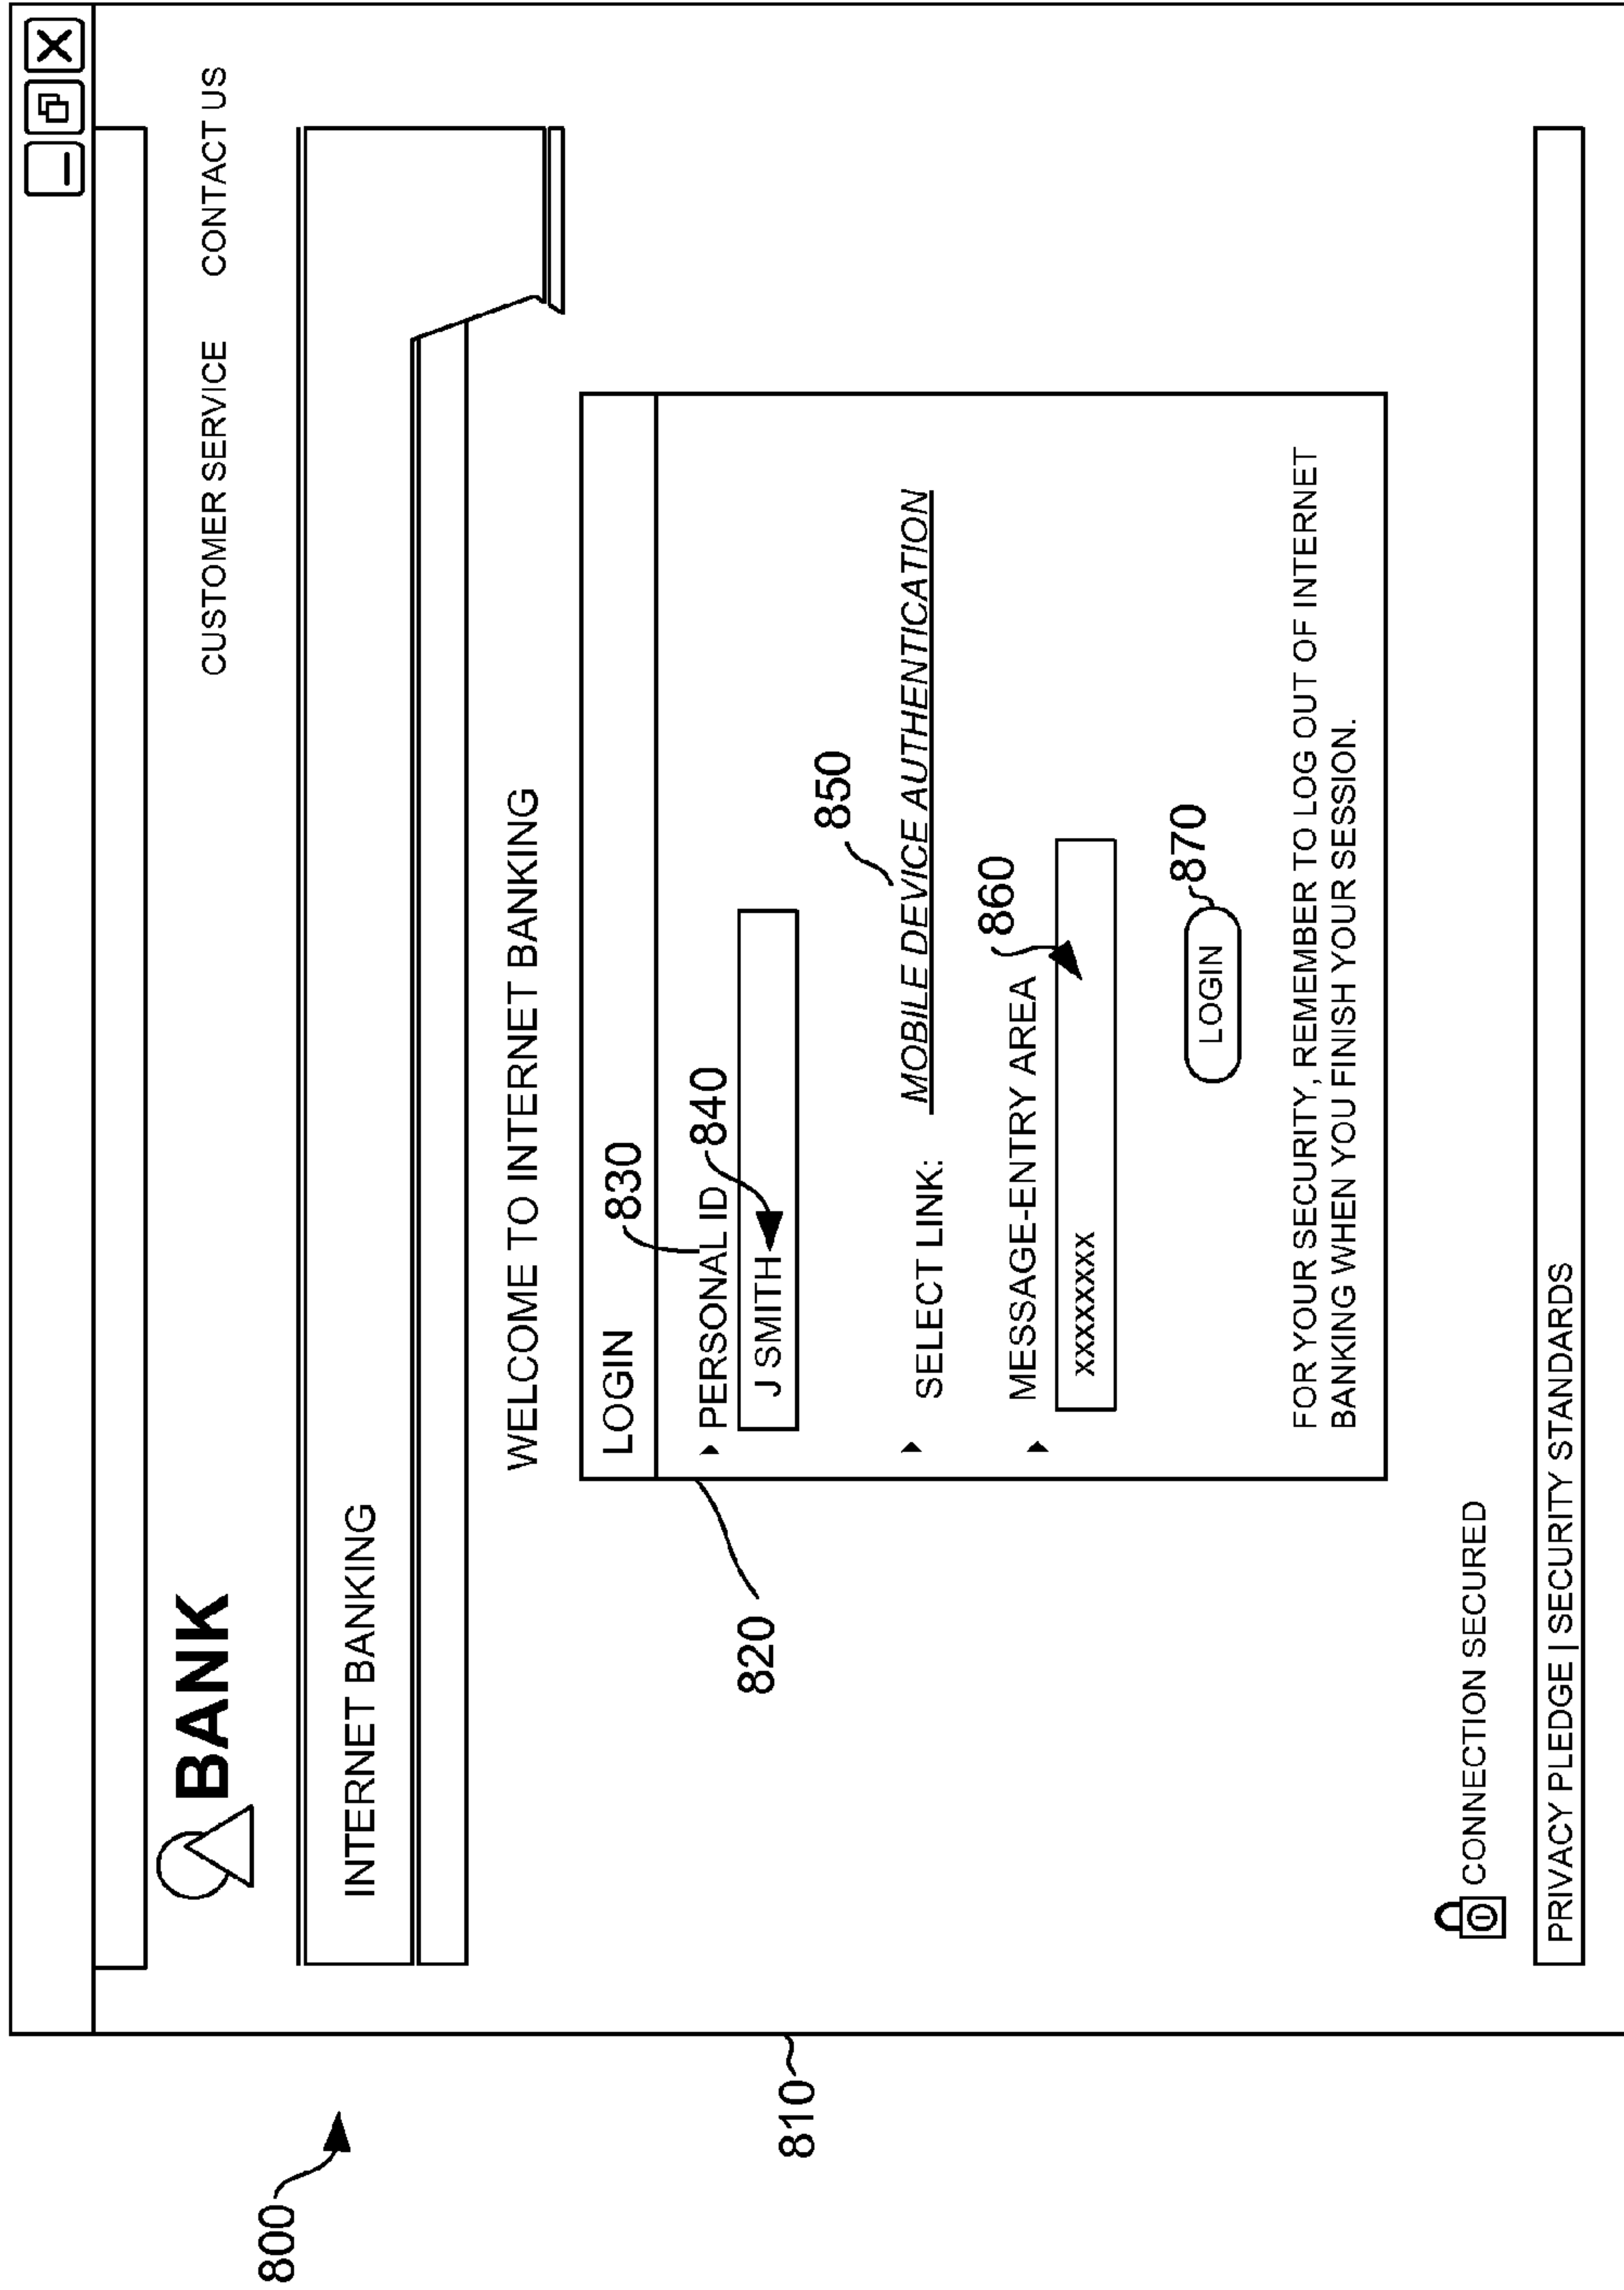 800
810
BANK
CUSTOMER SERVICE CONTACT US
INTERNET BANKING
WELCOME TO INTERNET BANKING
820
LOGIN
830
PERSONAL ID
840
J SMITH
850
SELECT LINK: MOBILE DEVICE AUTHENTICATION
MESSAGE-ENTRY AREA
860
xxxxxxxx
870
LOGIN
FOR YOUR SECURITY, REMEMBER TO LOG OUT OF INTERNET
BANKING WHEN YOU FINISH YOUR SESSION.
CONNECTION SECURED
PRIVACY PLEDGE | SECURITY STANDARDS